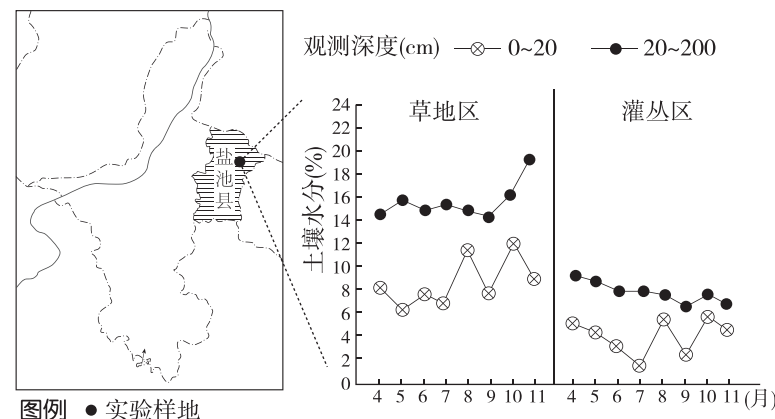 观测深度(cm) 0~20 20~200
草地区 灌丛区
土壤水分(%)
24
22
20
18
16
14
12
10
8
6
4
2
0
4 5 6 7 8 9 10 11 4 5 6 7 8 9 10 11 (月)
盐池县
图例 ● 实验样地